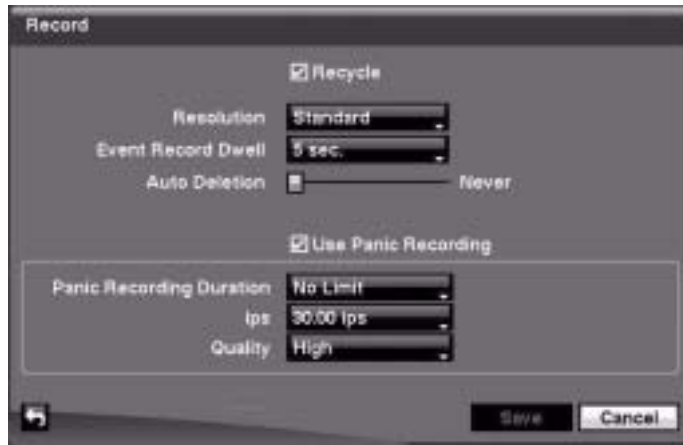 Record
Recycle
Resolution Standard
Event Record Dwell 5 sec.
Auto Deletion Never
Use Panic Recording
Panic Recording Duration No Limit
ips 30.00 ips
Quality High
Save Cancel